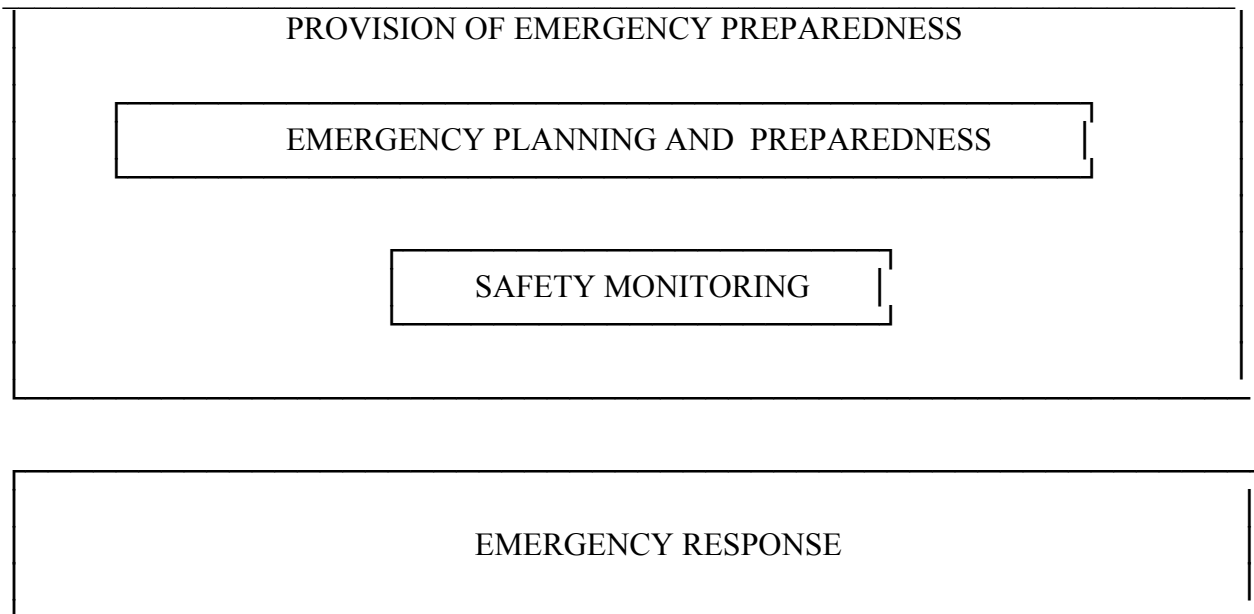 PROVISION OF EMERGENCY PREPAREDNESS
EMERGENCY PLANNING AND PREPAREDNESS
SAFETY MONITORING
EMERGENCY RESPONSE